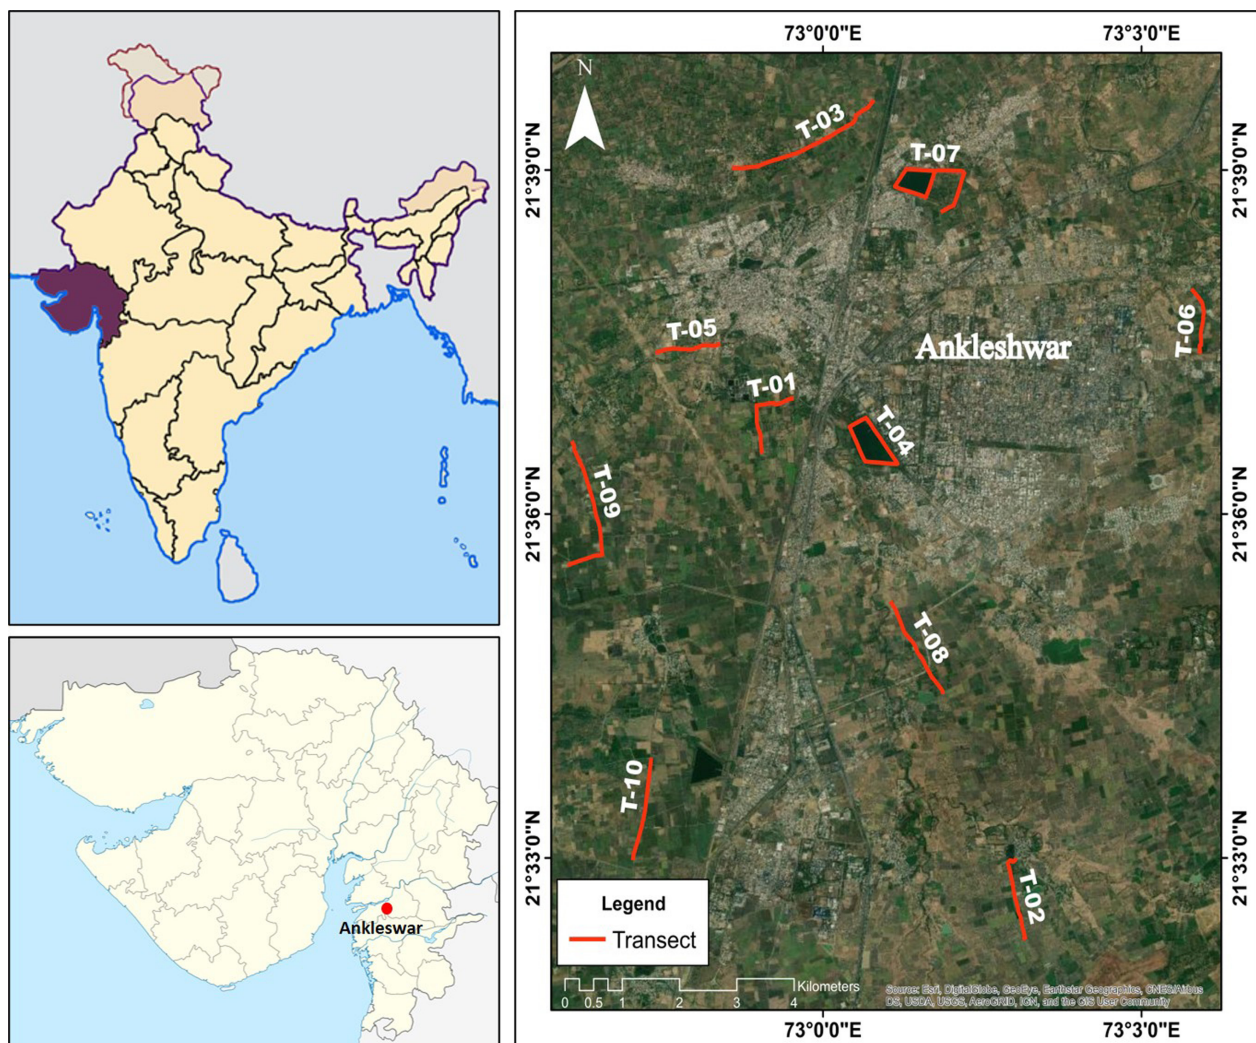 Ankleswar
73°0'0"E
73°3'0"E
N
T-03
T-07
21°39'0"N
21°39'0"N
T-05
T-06
Ankleshwar
T-01
T-04
T-09
21°36'0"N
21°36'0"N
T-08
T-10
21°33'0"N
21°33'0"N
T-02
Legend
Transect
Kilometers
0 0.5 1 2 3 4
Source: Esri, DigitalGlobe, GeoEye, Earthstar Geographics, CNES/Airbus
DS, USDA, USGS, AeroGRID, IGN, and the GIS User Community
73°0'0"E
73°3'0"E